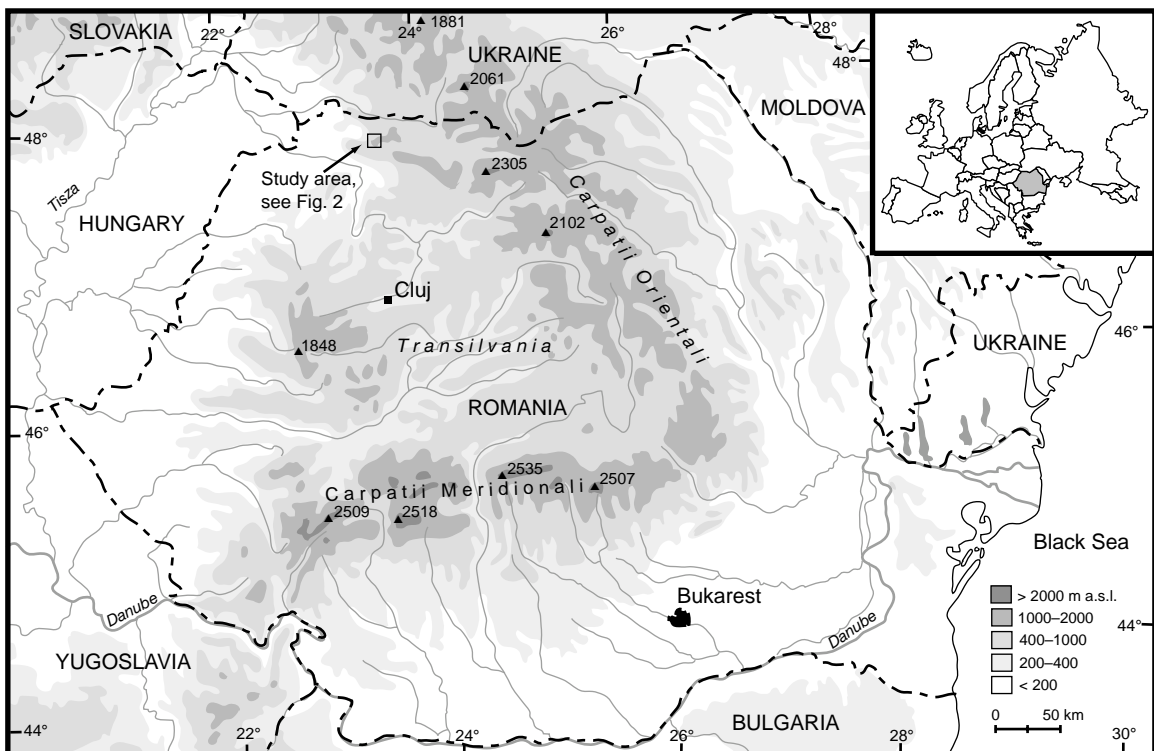 SLOVAKIA
22°
24°
1881
26°
28°
UKRAINE
48°
2061
MOLDOVA
48°
Study area,
see Fig. 2
2305
Tisza
HUNGARY
2102
Carpatii Orientali
Cluj
46°
1848
Transilvania
UKRAINE
ROMANIA
46°
2535
2507
Carpatii Meridionali
2509
2518
Black Sea
> 2000 m a.s.l.
1000–2000
400–1000
200–400
< 200
0 50 km
Bukarest
Danube
Danube
44°
YUGOSLAVIA
BULGARIA
44°
22°
24°
26°
28°
30°